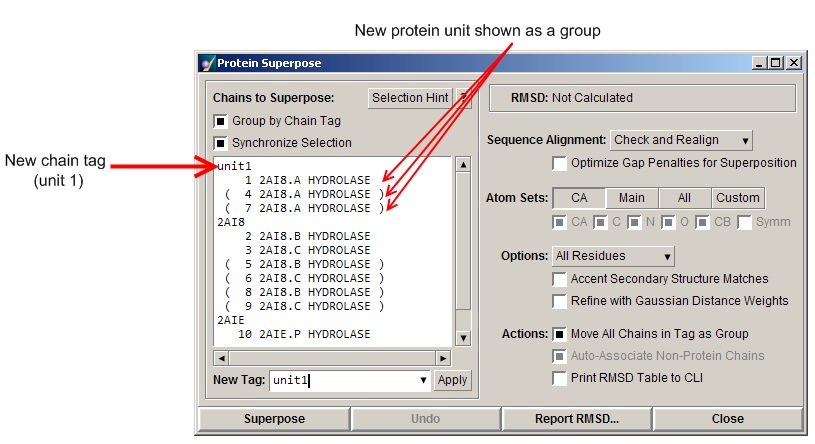 New protein unit shown as a group
Protein Superpose
Chains to Superpose:
Selection Hint
?
Group by Chain Tag
Synchronize Selection
New chain tag
(unit 1)
unit1
1 2AI8.A HYDROLASE
( 4 2AI8.A HYDROLASE )
( 7 2AI8.A HYDROLASE )
2AI8
2 2AI8.B HYDROLASE
3 2AI8.C HYDROLASE
( 5 2AI8.B HYDROLASE )
( 6 2AI8.C HYDROLASE )
( 8 2AI8.B HYDROLASE )
( 9 2AI8.C HYDROLASE )
2AIE
10 2AIE.P HYDROLASE
New Tag: unit1 Apply
RMSD: Not Calculated
Sequence Alignment: Check and Realign
Optimize Gap Penalties for Superposition
Atom Sets: CA Main All Custom
CA C N O CB Symm
Options: All Residues
Accent Secondary Structure Matches
Refine with Gaussian Distance Weights
Actions: Move All Chains in Tag as Group
Auto-Associate Non-Protein Chains
Print RMSD Table to CLI
Superpose Undo Report RMSD... Close